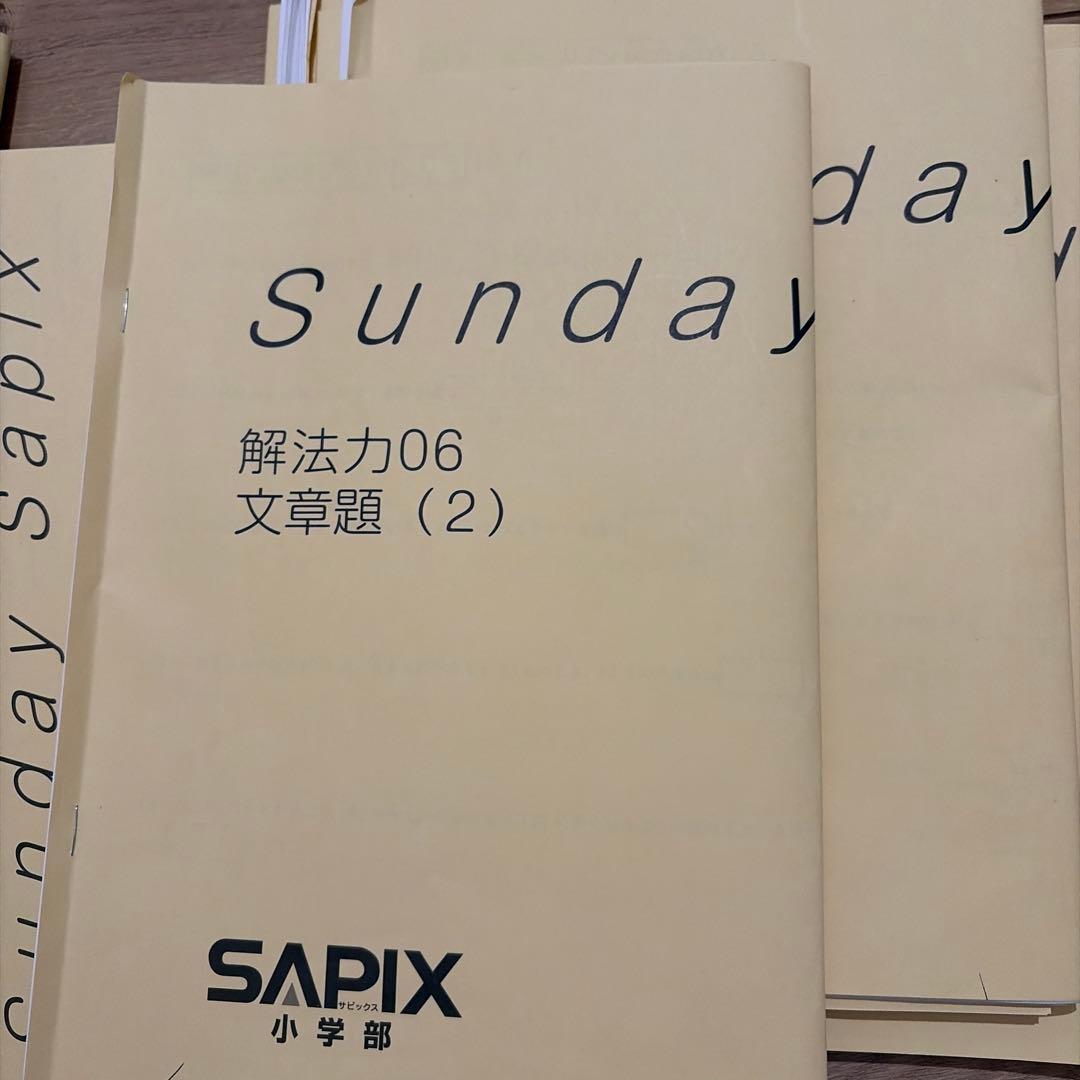 Sunday
解法力06
文章題（2）
SAPIX
サピックス
小学部
day
y
Sunday Sapix